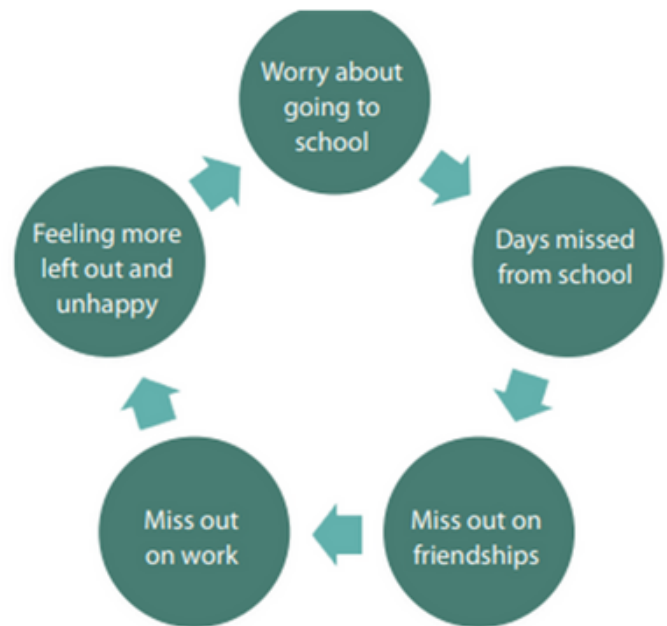 Worry about
going to
school
Days missed
from school
Miss out on
friendships
Miss out
on work
Feeling more
left out and
unhappy